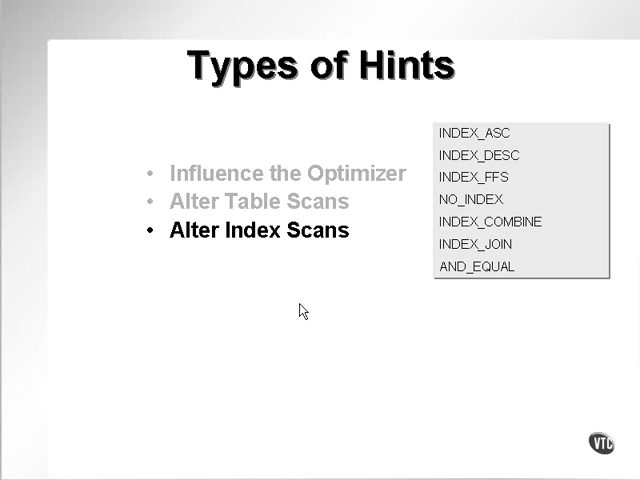 Types of Hints
• Influence the Optimizer
• Alter Table Scans
• Alter Index Scans
INDEX_ASC
INDEX_DESC
INDEX_FFS
NO_INDEX
INDEX_COMBINE
INDEX_JOIN
AND_EQUAL
VTC